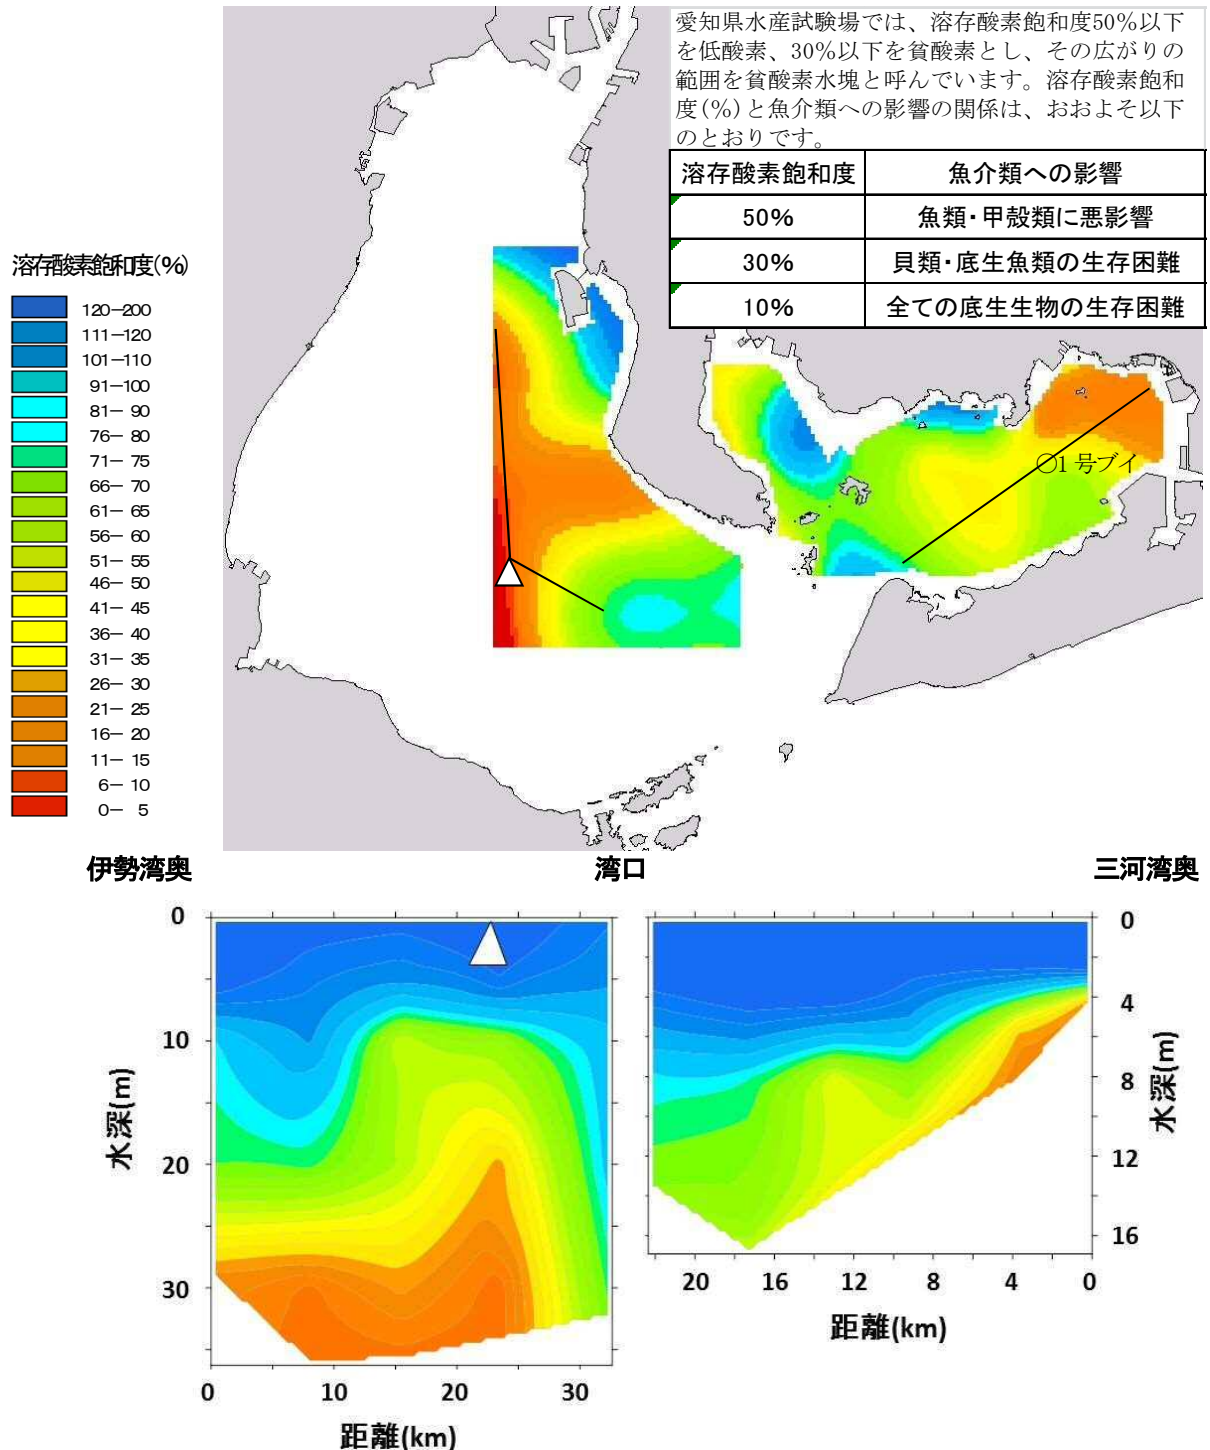 愛知県水産試験場では、溶存酸素飽和度50%以下
を低酸素、30%以下を貧酸素とし、その広がりの
範囲を貧酸素水塊と呼んでいます。溶存酸素飽和
度(%)と魚介類への影響の関係は、おおよそ以下
のとおりです。
溶存酸素飽和度 魚介類への影響
50% 魚類・甲殻類に悪影響
30% 貝類・底生魚類の生存困難
10% 全ての底生生物の生存困難
溶存酸素飽和度(%)
120－200
111－120
101－110
91－100
81－ 90
76－ 80
71－ 75
66－ 70
61－ 65
56－ 60
51－ 55
46－ 50
41－ 45
36－ 40
31－ 35
26－ 30
21－ 25
16－ 20
11－ 15
6－ 10
0－ 5
○1号ブイ
伊勢湾奥 湾口 三河湾奥
0
10
20
30
水深(m)
0 10 20 30
距離(km)
0
4
8
12
16
水深(m)
20 16 12 8 4 0
距離(km)